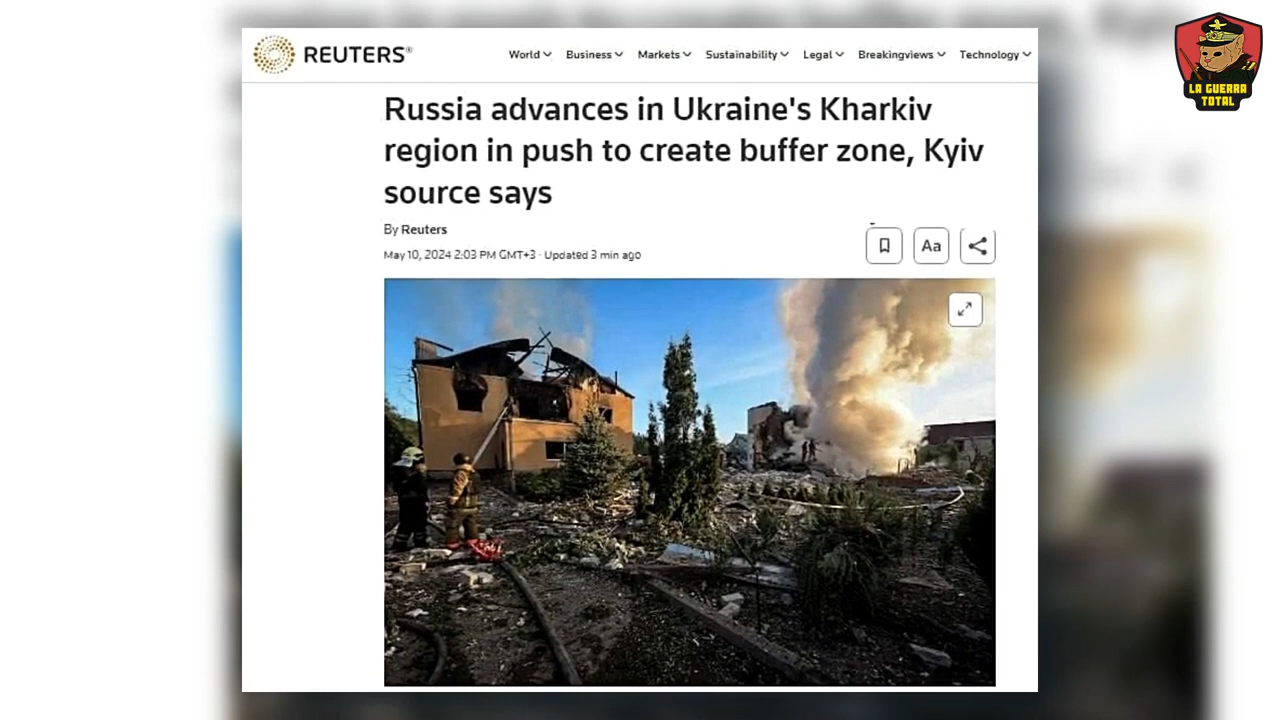 REUTERS®
World Business Markets Sustainability Legal Breakingviews Technology
LA GUERRA
TOTAL
Russia advances in Ukraine's Kharkiv
region in push to create buffer zone, Kyiv
source says
By Reuters
May 10, 2024 2:03 PM GMT+3 · Updated 3 min ago
Aa